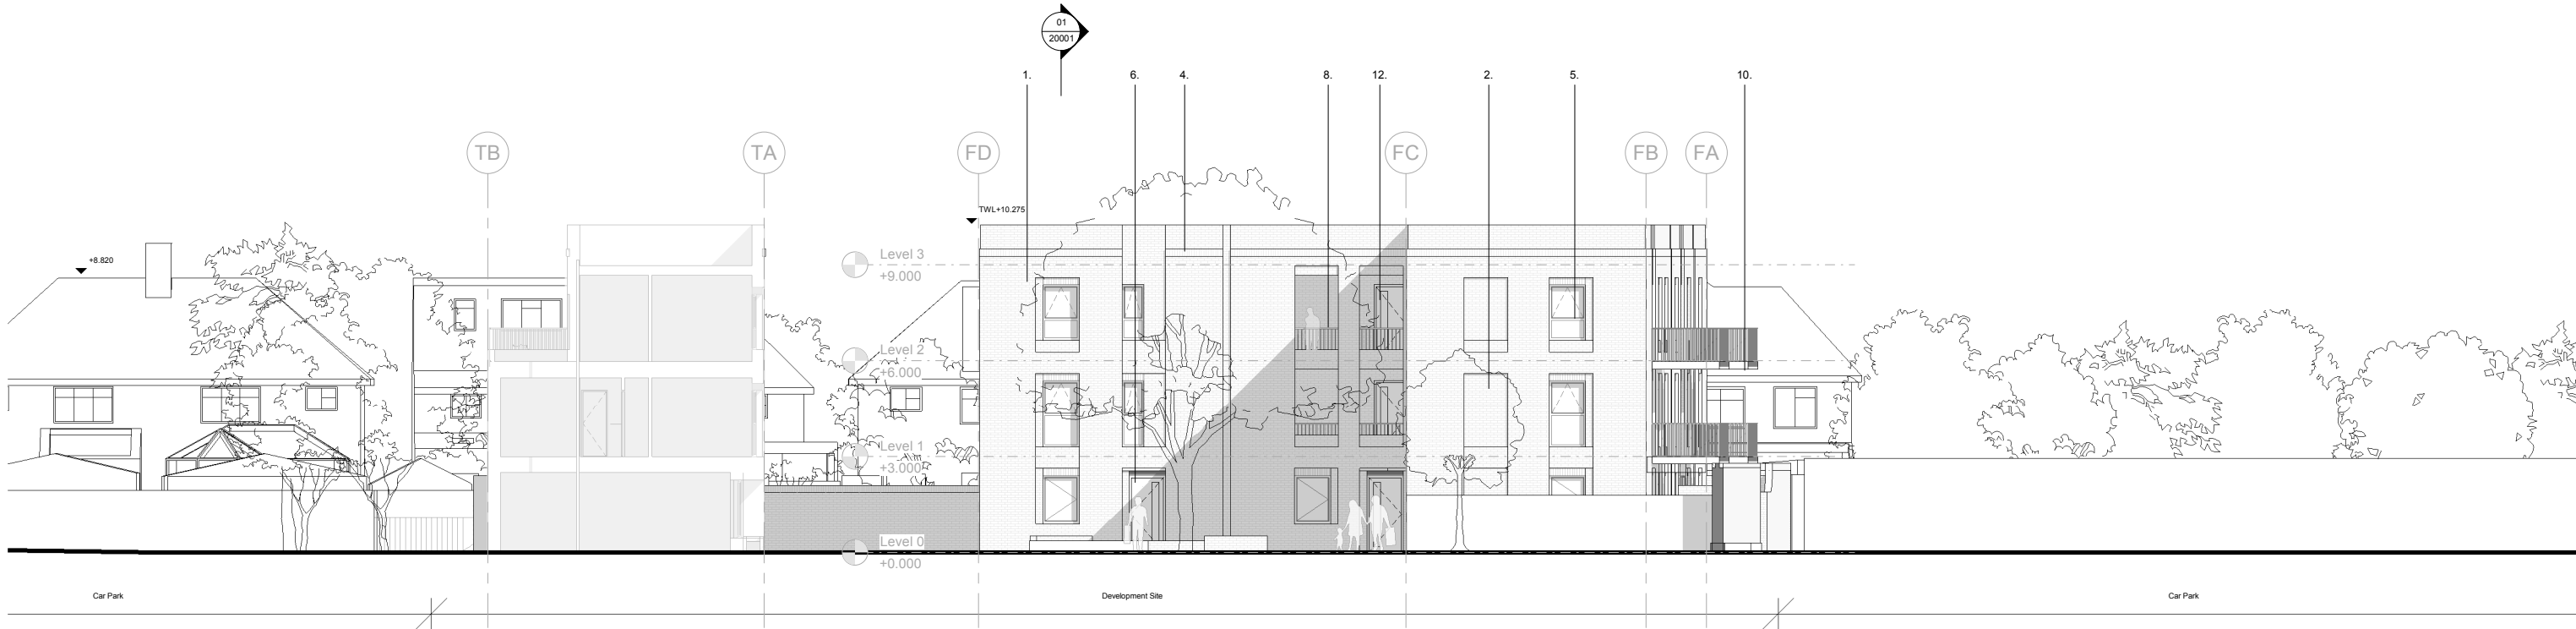 01
20001
1.
6.
4.
8.
12.
2.
5.
10.
TB
TA
FD
FC
FB
FA
TWL+10.275
+8.820
Level 3
+9.000
Level 2
+6.000
Level 1
+3.000
Level 0
+0.000
Car Park
Development Site
Car Park